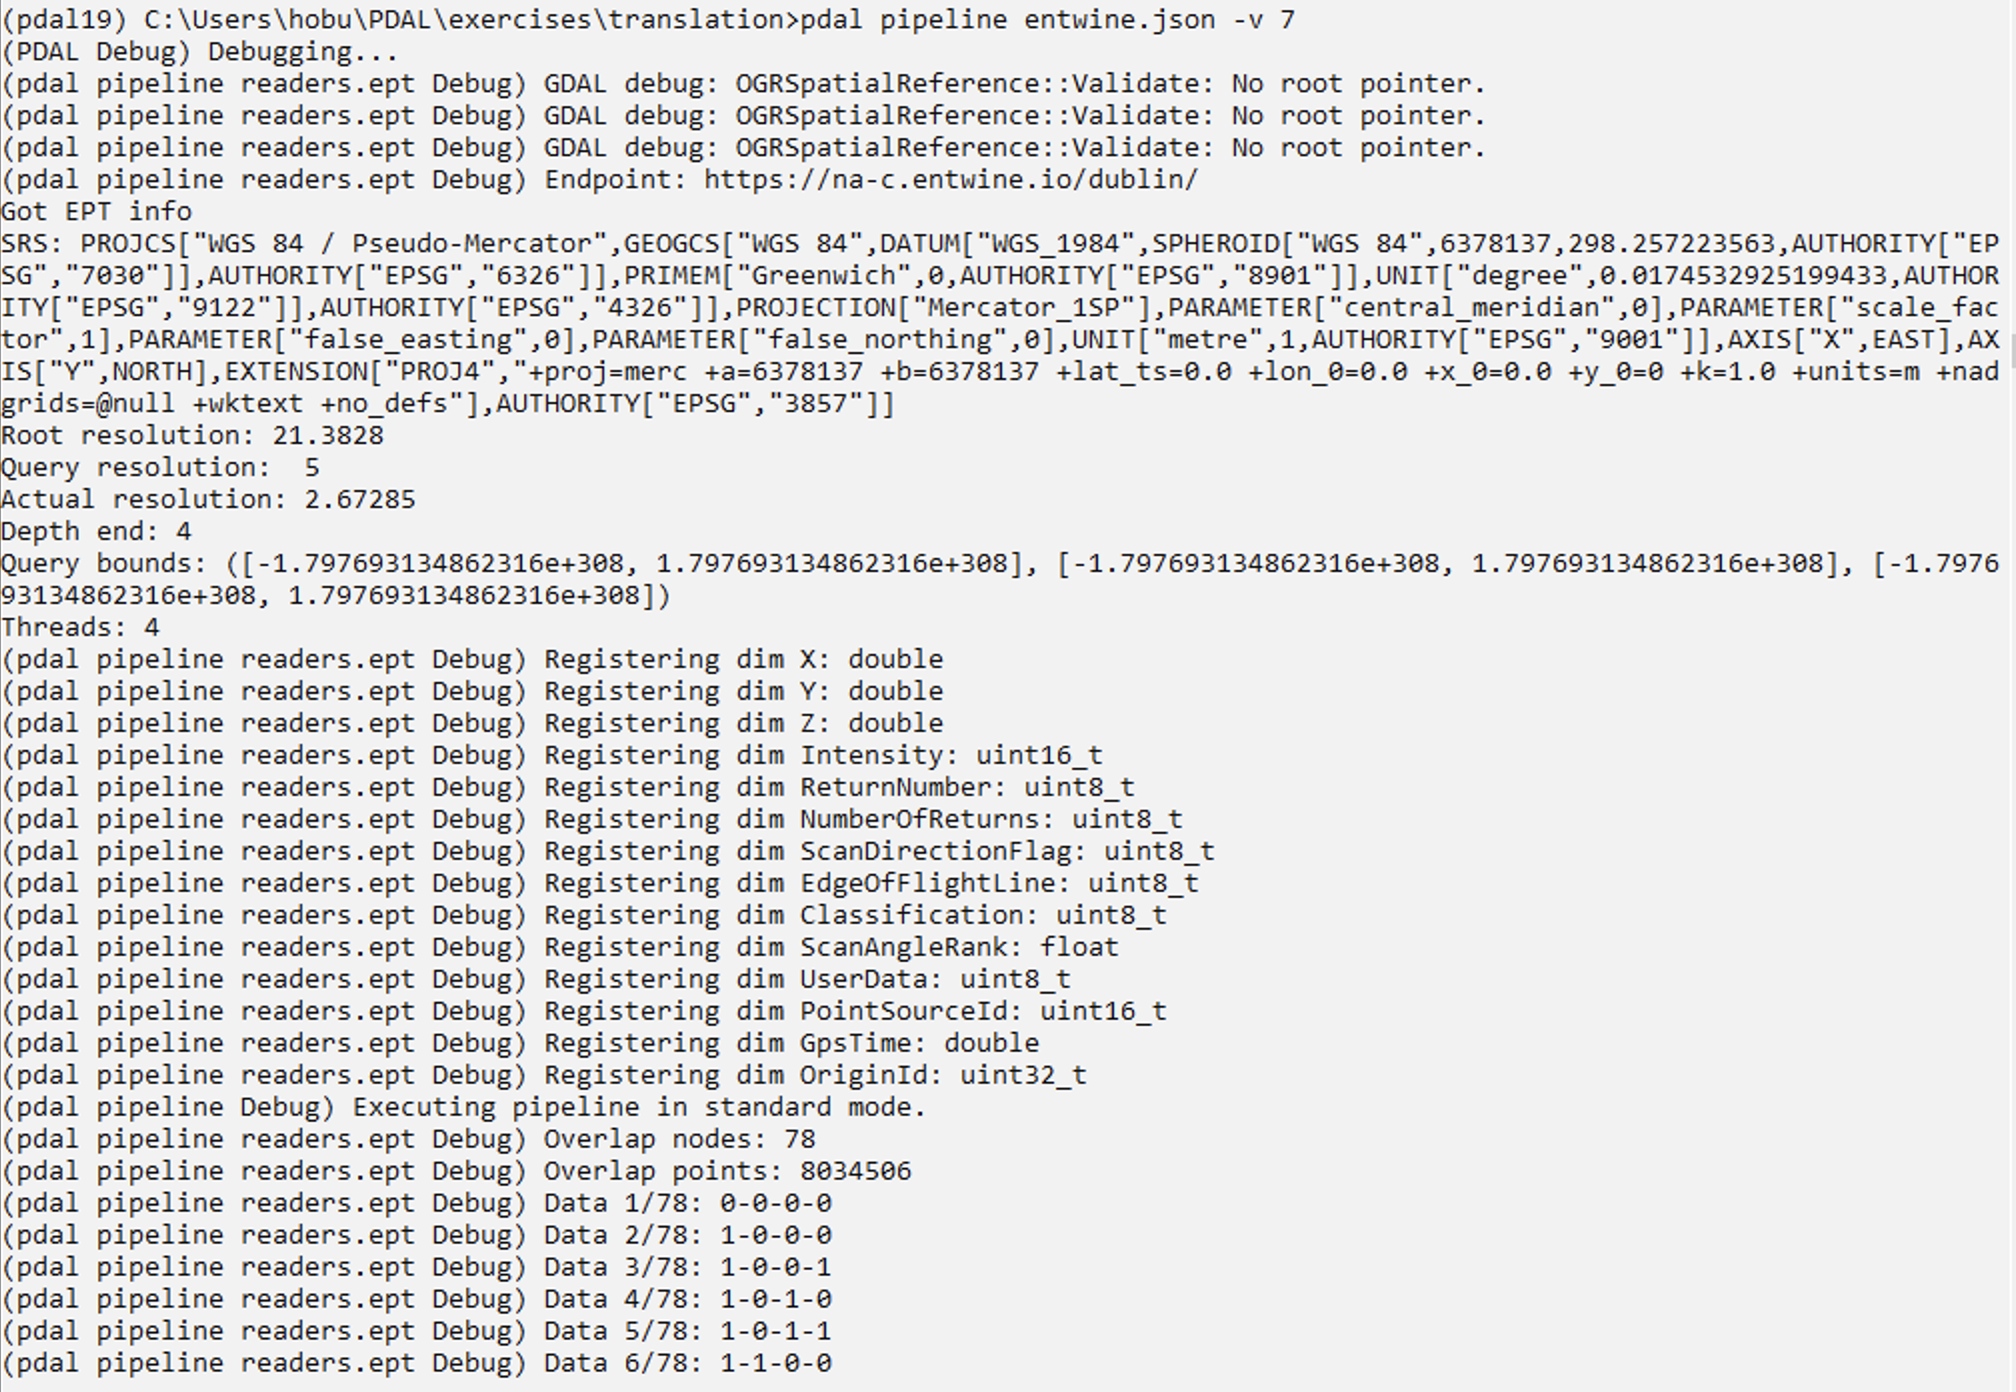 (pdal19) C:\Users\hobu\PDAL\exercises\translation>pdal pipeline entwine.json -v 7
(PDAL Debug) Debugging...
(pdal pipeline readers.ept Debug) GDAL debug: OGRSpatialReference::Validate: No root pointer.
(pdal pipeline readers.ept Debug) GDAL debug: OGRSpatialReference::Validate: No root pointer.
(pdal pipeline readers.ept Debug) GDAL debug: OGRSpatialReference::Validate: No root pointer.
(pdal pipeline readers.ept Debug) Endpoint: https://na-c.entwine.io/dublin/
Got EPT info
SRS: PROJCS["WGS 84 / Pseudo-Mercator",GEOGCS["WGS 84",DATUM["WGS_1984",SPHEROID["WGS 84",6378137,298.257223563,AUTHORITY["EP
SG","7030"]],AUTHORITY["EPSG","6326"]],PRIMEM["Greenwich",0,AUTHORITY["EPSG","8901"]],UNIT["degree",0.0174532925199433,AUTHOR
ITY["EPSG","9122"]],AUTHORITY["EPSG","4326"]],PROJECTION["Mercator_1SP"],PARAMETER["central_meridian",0],PARAMETER["scale_fac
tor",1],PARAMETER["false_easting",0],PARAMETER["false_northing",0],UNIT["metre",1,AUTHORITY["EPSG","9001"]],AXIS["X",EAST],AX
IS["Y",NORTH],EXTENSION["PROJ4","+proj=merc +a=6378137 +b=6378137 +lat_ts=0.0 +lon_0=0.0 +x_0=0.0 +y_0=0 +k=1.0 +units=m +nad
grids=@null +wktext +no_defs"],AUTHORITY["EPSG","3857"]]
Root resolution: 21.3828
Query resolution:  5
Actual resolution: 2.67285
Depth end: 4
Query bounds: ([-1.797693134862316e+308, 1.797693134862316e+308], [-1.797693134862316e+308, 1.797693134862316e+308], [-1.7976
93134862316e+308, 1.797693134862316e+308])
Threads: 4
(pdal pipeline readers.ept Debug) Registering dim X: double
(pdal pipeline readers.ept Debug) Registering dim Y: double
(pdal pipeline readers.ept Debug) Registering dim Z: double
(pdal pipeline readers.ept Debug) Registering dim Intensity: uint16_t
(pdal pipeline readers.ept Debug) Registering dim ReturnNumber: uint8_t
(pdal pipeline readers.ept Debug) Registering dim NumberOfReturns: uint8_t
(pdal pipeline readers.ept Debug) Registering dim ScanDirectionFlag: uint8_t
(pdal pipeline readers.ept Debug) Registering dim EdgeOfFlightLine: uint8_t
(pdal pipeline readers.ept Debug) Registering dim Classification: uint8_t
(pdal pipeline readers.ept Debug) Registering dim ScanAngleRank: float
(pdal pipeline readers.ept Debug) Registering dim UserData: uint8_t
(pdal pipeline readers.ept Debug) Registering dim PointSourceId: uint16_t
(pdal pipeline readers.ept Debug) Registering dim GpsTime: double
(pdal pipeline readers.ept Debug) Registering dim OriginId: uint32_t
(pdal pipeline Debug) Executing pipeline in standard mode.
(pdal pipeline readers.ept Debug) Overlap nodes: 78
(pdal pipeline readers.ept Debug) Overlap points: 8034506
(pdal pipeline readers.ept Debug) Data 1/78: 0-0-0-0
(pdal pipeline readers.ept Debug) Data 2/78: 1-0-0-0
(pdal pipeline readers.ept Debug) Data 3/78: 1-0-0-1
(pdal pipeline readers.ept Debug) Data 4/78: 1-0-1-0
(pdal pipeline readers.ept Debug) Data 5/78: 1-0-1-1
(pdal pipeline readers.ept Debug) Data 6/78: 1-1-0-0